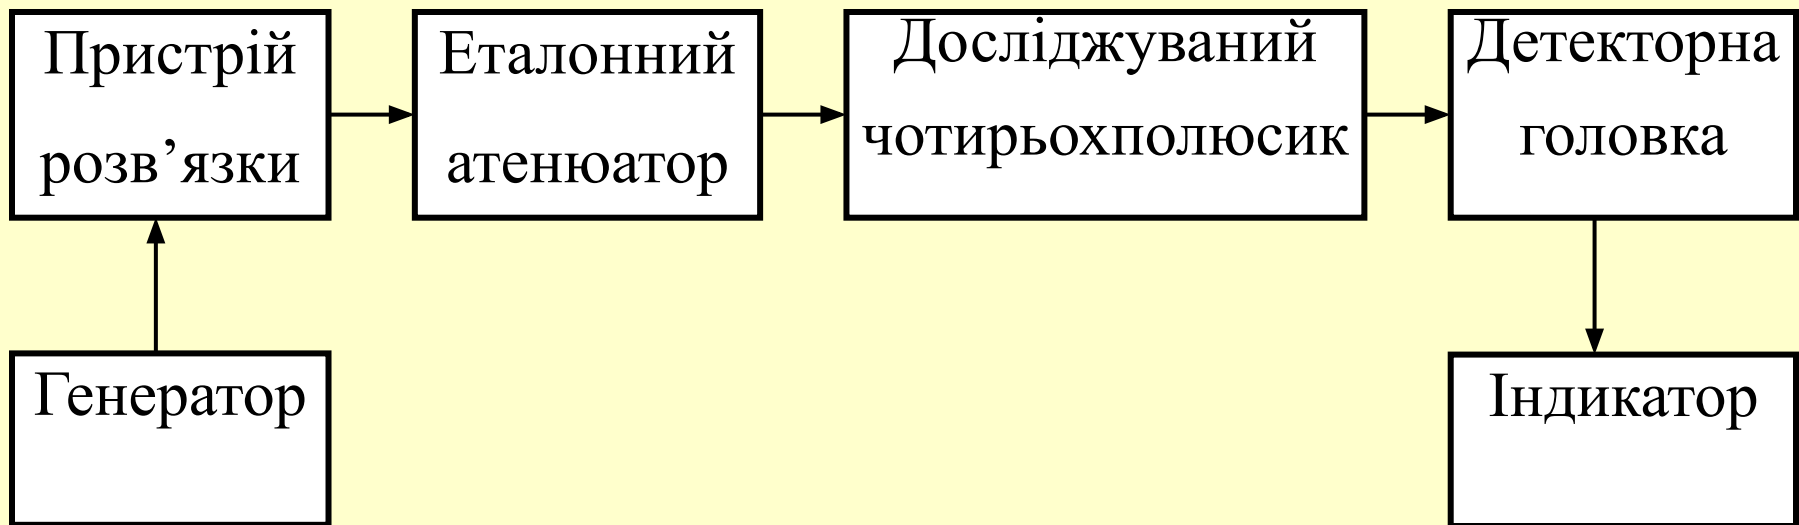 Пристрій
розв’язки
Еталонний
атенюатор
Досліджуваний
чотирьохполюсик
Детекторна
головка
Генератор
Індикатор